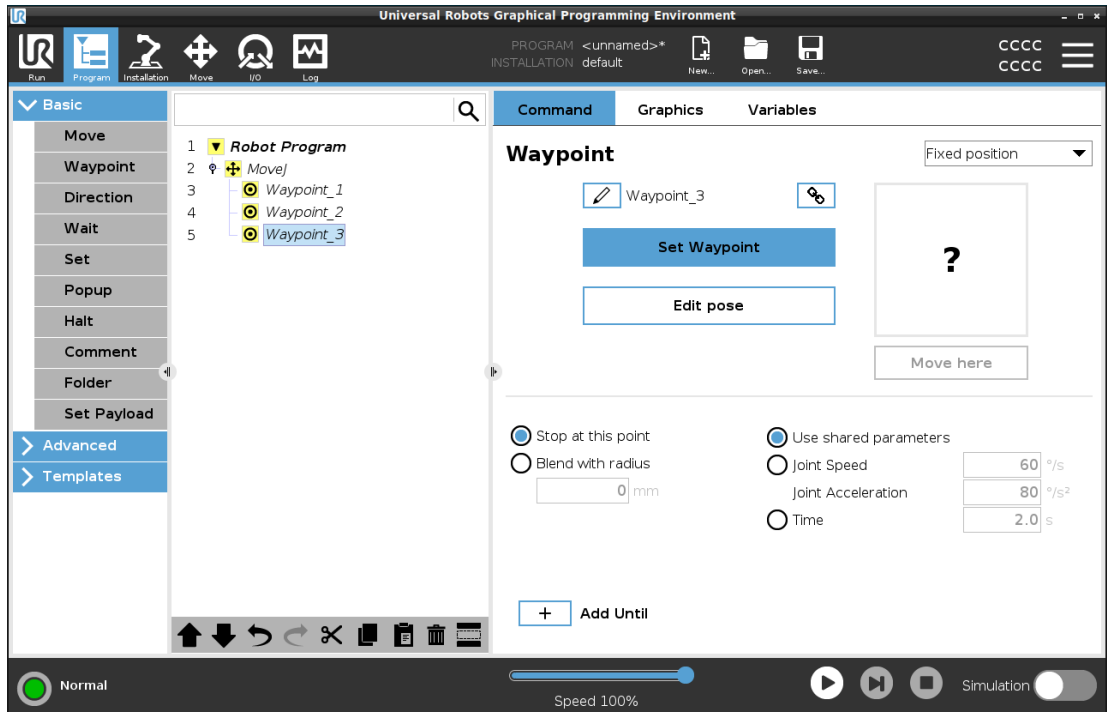 Universal Robots Graphical Programming Environment
PROGRAM <unnamed>*
INSTALLATION default
Run
Program
Installation
Move
I/O
Log
New...
Open...
Save...
CCCC
CCCC
Basic
Move
Waypoint
Direction
Wait
Set
Popup
Halt
Comment
Folder
Set Payload
Advanced
Templates
1 Robot Program
2 MoveJ
3 Waypoint_1
4 Waypoint_2
5 Waypoint_3
Command Graphics Variables
Waypoint
Fixed position
Waypoint_3
Set Waypoint
Edit pose
?
Move here
Stop at this point
Blend with radius
0 mm
Use shared parameters
Joint Speed 60 °/s
Joint Acceleration 80 °/s²
Time 2.0 s
+ Add Until
Normal
Speed 100%
Simulation